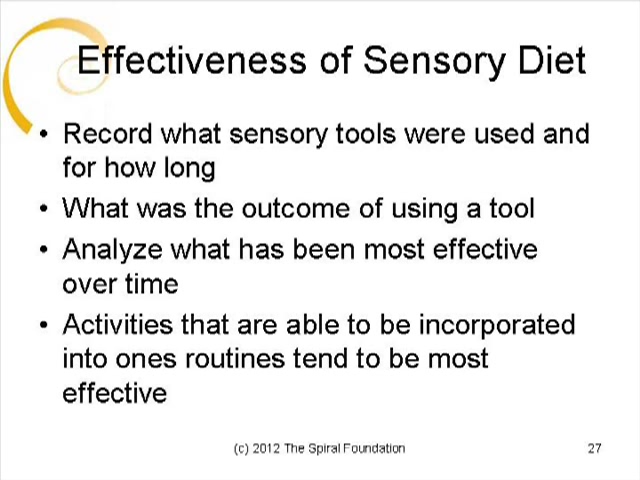 Effectiveness of Sensory Diet
• Record what sensory tools were used and
for how long
• What was the outcome of using a tool
• Analyze what has been most effective
over time
• Activities that are able to be incorporated
into ones routines tend to be most
effective
(c) 2012 The Spiral Foundation
27